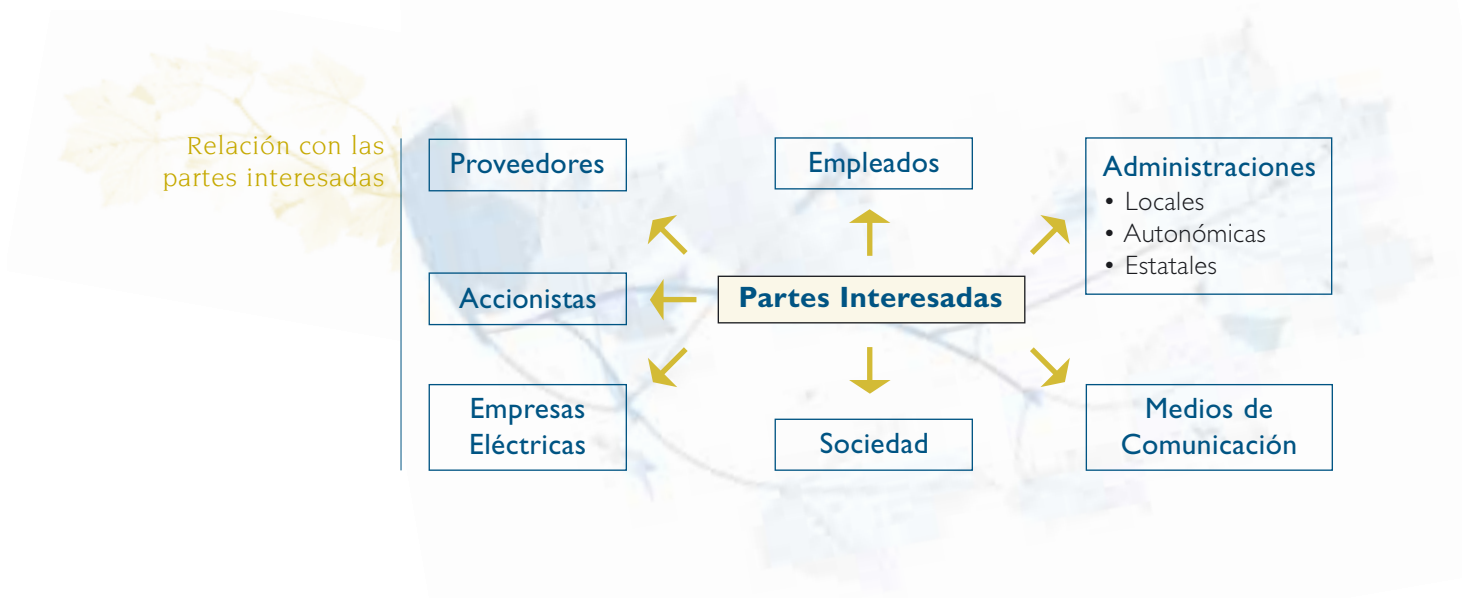 Relación con las
partes interesadas
Proveedores
Empleados
Administraciones
• Locales
• Autonómicas
• Estatales
Accionistas
Partes Interesadas
Empresas
Eléctricas
Sociedad
Medios de
Comunicación